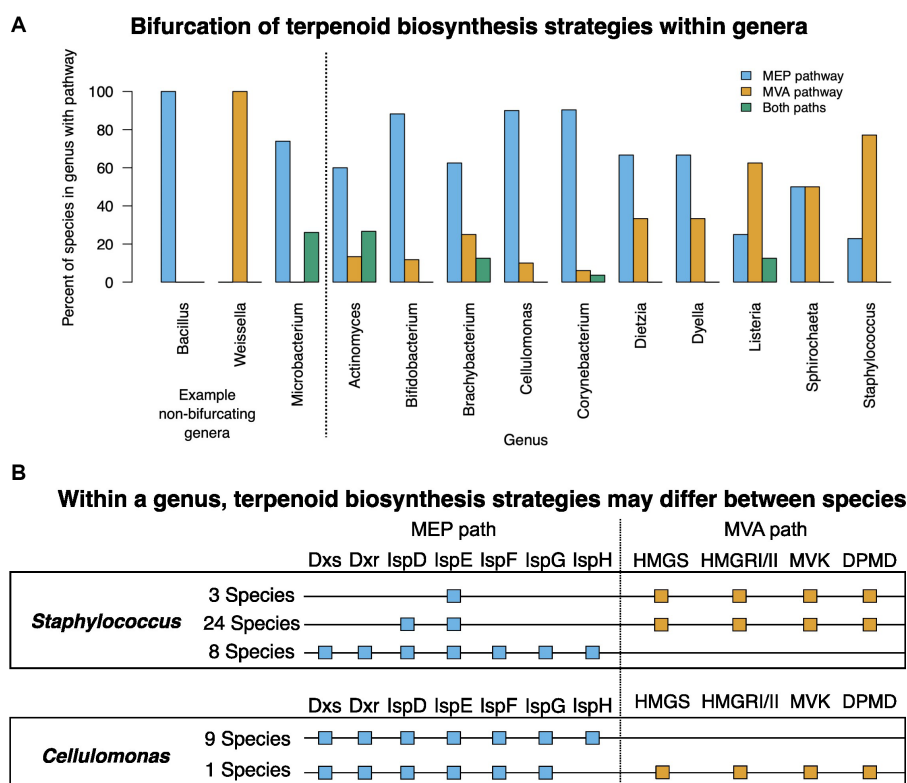 A
Bifurcation of terpenoid biosynthesis strategies within genera
Percent of species in genus with pathway
100
80
60
40
20
0
MEP pathway
MVA pathway
Both paths
Bacillus
Weissella
Microbacterium
Actinomyces
Bifidobacterium
Brachybacterium
Cellulomonas
Corynebacterium
Dietzia
Dyella
Listeria
Sphirochaeta
Staphylococcus
Example
non-bifurcating
genera
Genus
B
Within a genus, terpenoid biosynthesis strategies may differ between species
MEP path MVA path
Dxs Dxr IspD IspE IspF IspG IspH HMGS HMGRI/II MVK DPMD
3 Species
Staphylococcus 24 Species
8 Species
Dxs Dxr IspD IspE IspF IspG IspH HMGS HMGRI/II MVK DPMD
9 Species
Cellulomonas
1 Species